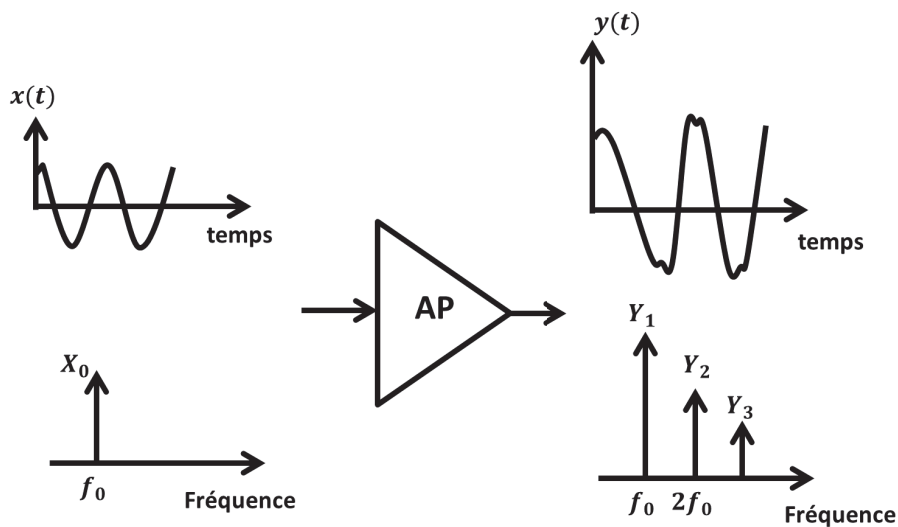 x(t)
temps
y(t)
temps
AP
X₀
f₀
Fréquence
Y₁
Y₂
Y₃
f₀ 2f₀
Fréquence